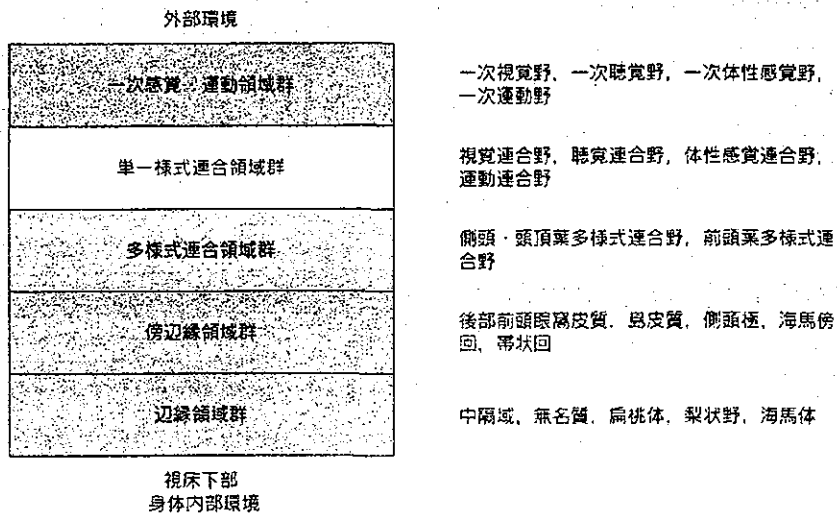 外部環境
一次感覚・運動領域群
一次視覚野，一次聴覚野，一次体性感覚野，
一次運動野
単一様式連合領域群
視覚連合野，聴覚連合野，体性感覚連合野，
運動連合野
多様式連合領域群
側頭・頭頂葉多様式連合野，前頭葉多様式連
合野
傍辺縁領域群
後部前頭眼窩皮質，島皮質，側頭極，海馬傍
回，帯状回
辺縁領域群
中隔域，無名質，扁桃体，梨状野，海馬体
視床下部
身体内部環境